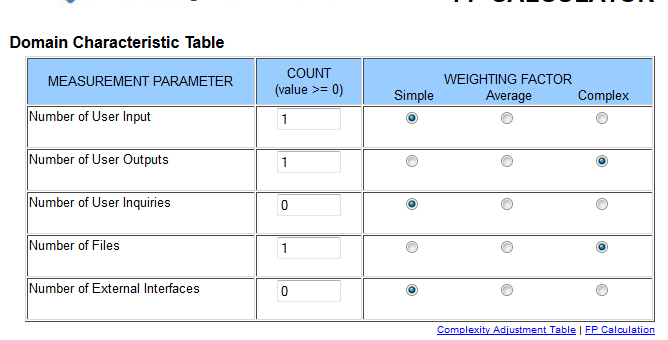 Domain Characteristic Table
MEASUREMENT PARAMETER
COUNT
(value >= 0)
WEIGHTING FACTOR
Simple Average Complex
Number of User Input 1
Number of User Outputs 1
Number of User Inquiries 0
Number of Files 1
Number of External Interfaces 0
Complexity Adjustment Table | FP Calculation